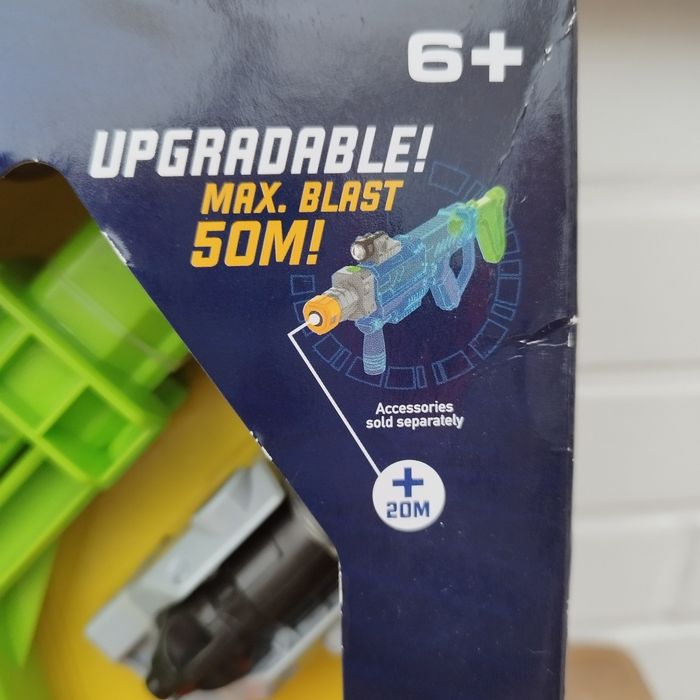 6+
UPGRADABLE!
MAX. BLAST
50M!
Accessories
sold separately
+
20M